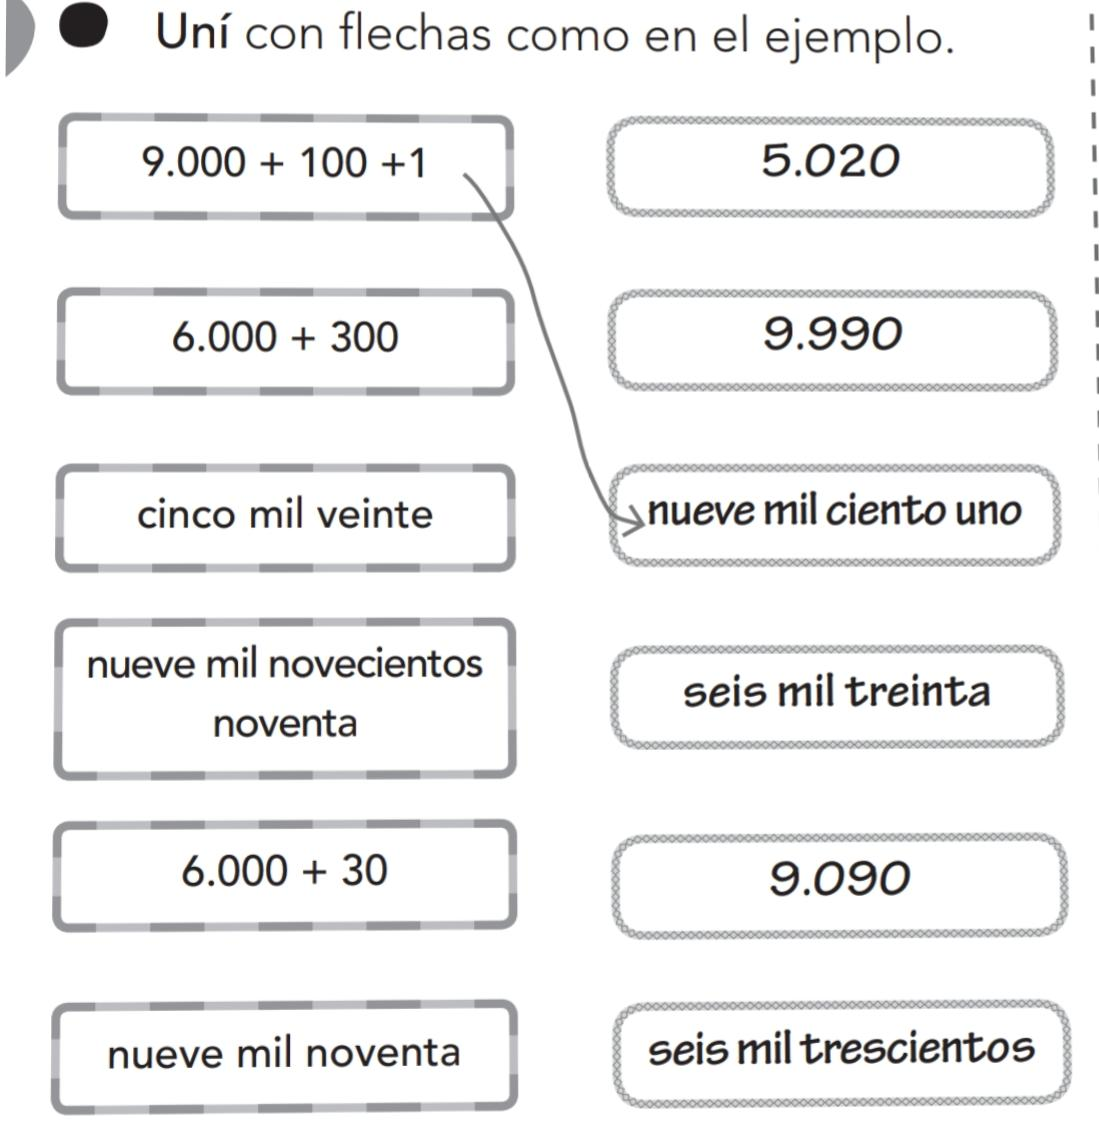 Uní con flechas como en el ejemplo.
9.000 + 100 +1
5.020
6.000 + 300
9.990
cinco mil veinte
nueve mil ciento uno
nueve mil novecientos
noventa
seis mil treinta
6.000 + 30
9.090
nueve mil noventa
seis mil trescientos